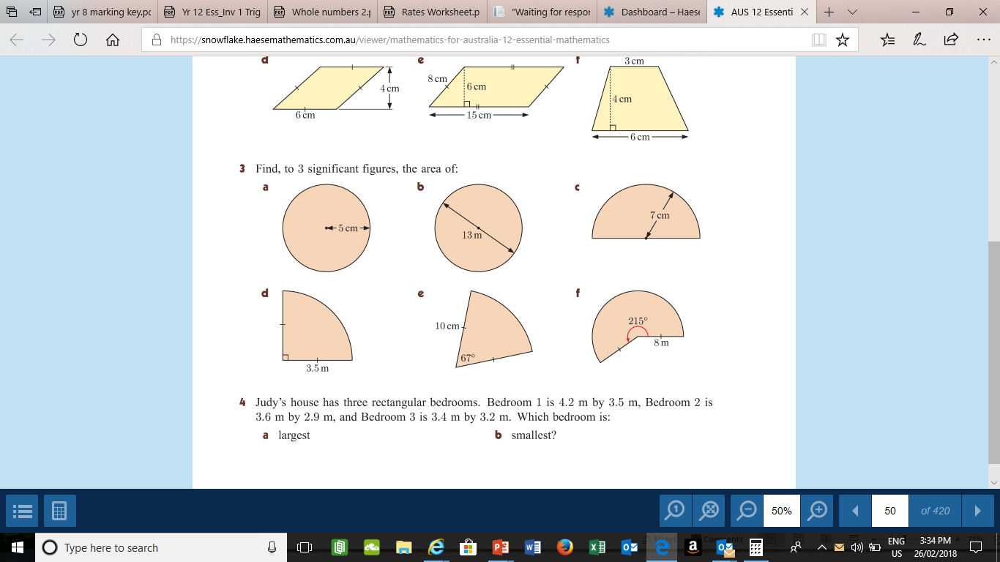 yr 8 marking key.pc
Yr 12 Ess_Inv 1 Trig
Whole numbers 2.p
Rates Worksheet.p
"Waiting for respor
Dashboard – Haese
AUS 12 Essenti
https://snowflake.haesemathematics.com.au/viewer/mathematics-for-australia-12-essential-mathematics
d
4 cm
6 cm
e
8 cm
6 cm
15 cm
f
3 cm
4 cm
6 cm
3 Find, to 3 significant figures, the area of:
a
5 cm
b
13 m
c
7 cm
d
3.5 m
e
10 cm
67°
f
215°
8 m
4 Judy's house has three rectangular bedrooms. Bedroom 1 is 4.2 m by 3.5 m, Bedroom 2 is
3.6 m by 2.9 m, and Bedroom 3 is 3.4 m by 3.2 m. Which bedroom is:
a largest
b smallest?
1
50%
50
of 420
Notes
Comments
71%
Type here to search
ENG
US
3:34 PM
26/02/2018